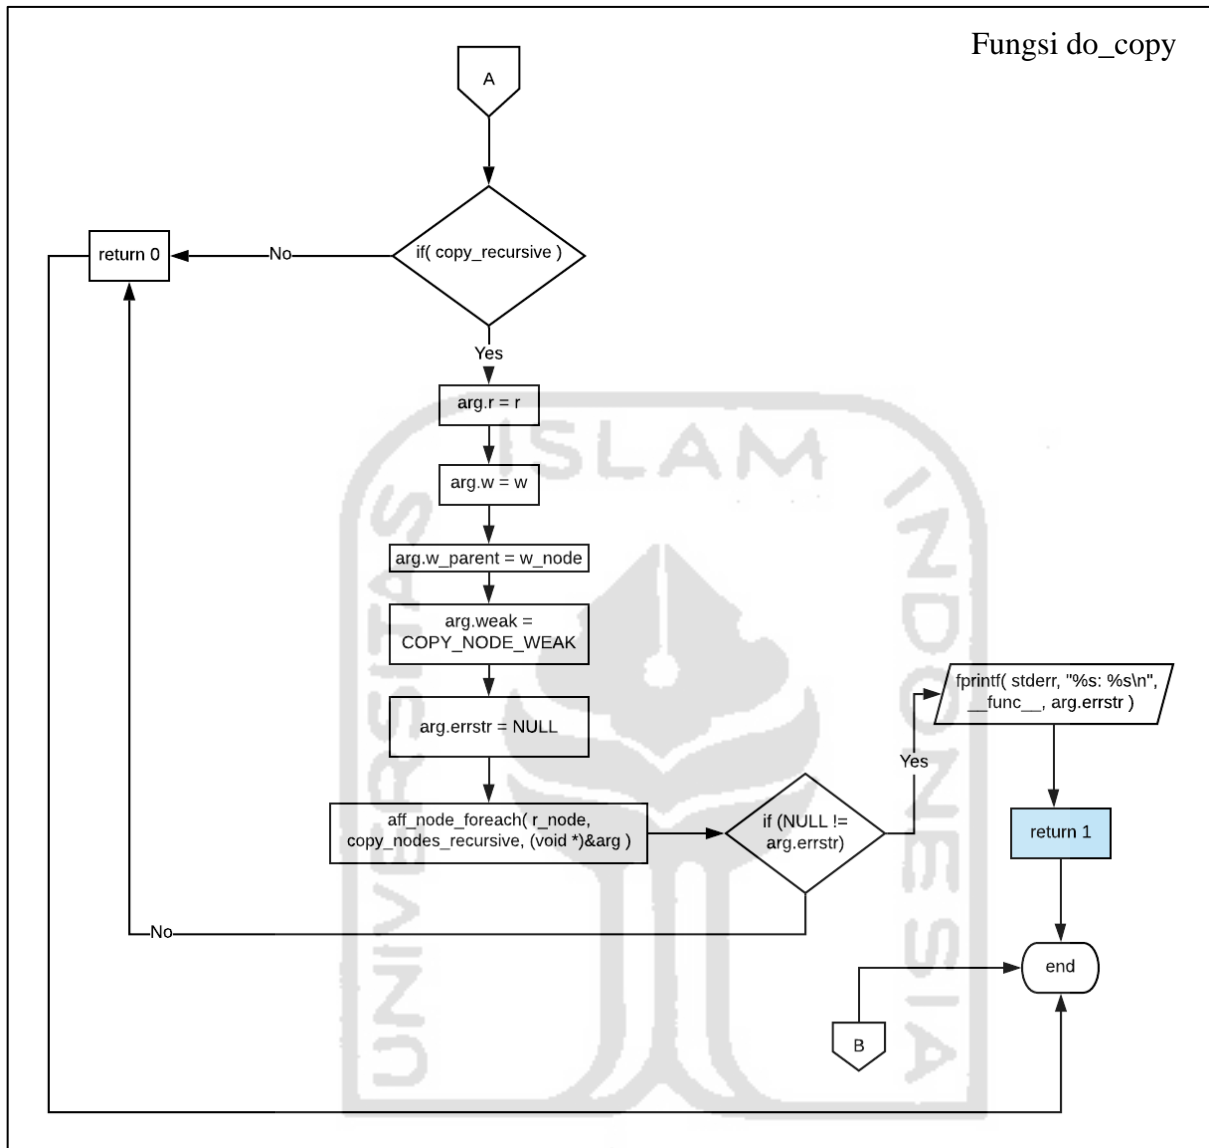 Fungsi do_copy
A
if( copy_recursive )
No
return 0
Yes
arg.r = r
arg.w = w
arg.w_parent = w_node
arg.weak =
COPY_NODE_WEAK
arg.errstr = NULL
aff_node_foreach( r_node,
copy_nodes_recursive, (void *)&arg )
if (NULL !=
arg.errstr)
Yes
fprintf( stderr, "%s: %s\n",
__func__, arg.errstr )
return 1
No
end
B
UNIVERSITAS
ISLAM
INDONESIA